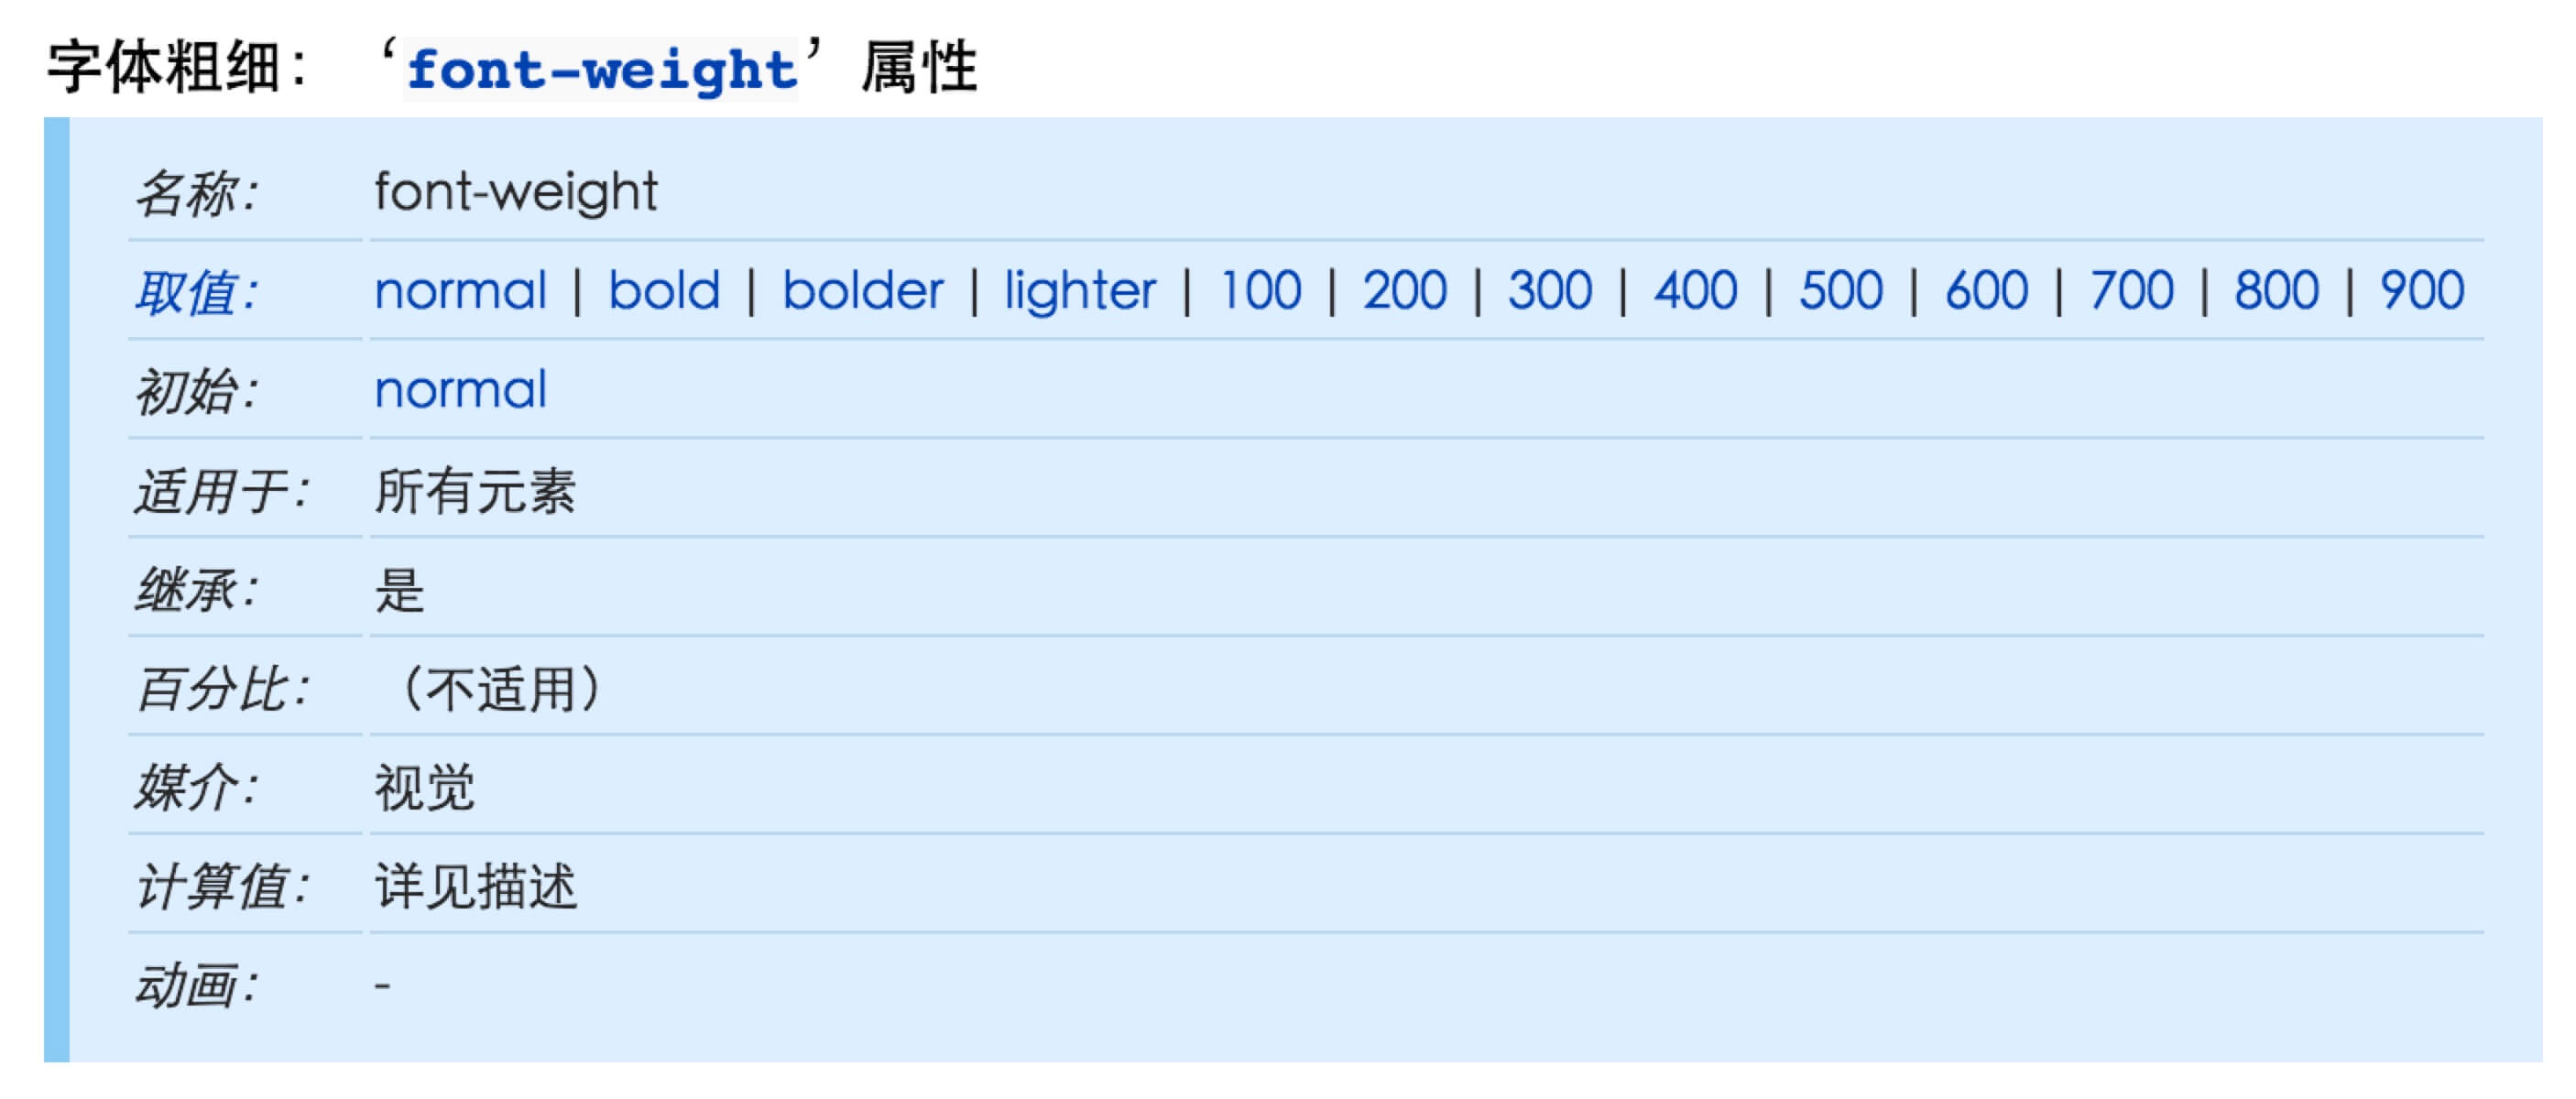 字体粗细： ‘font-weight’ 属性
名称： font-weight
取值： normal | bold | bolder | lighter | 100 | 200 | 300 | 400 | 500 | 600 | 700 | 800 | 900
初始： normal
适用于： 所有元素
继承： 是
百分比： （不适用）
媒介： 视觉
计算值： 详见描述
动画： -